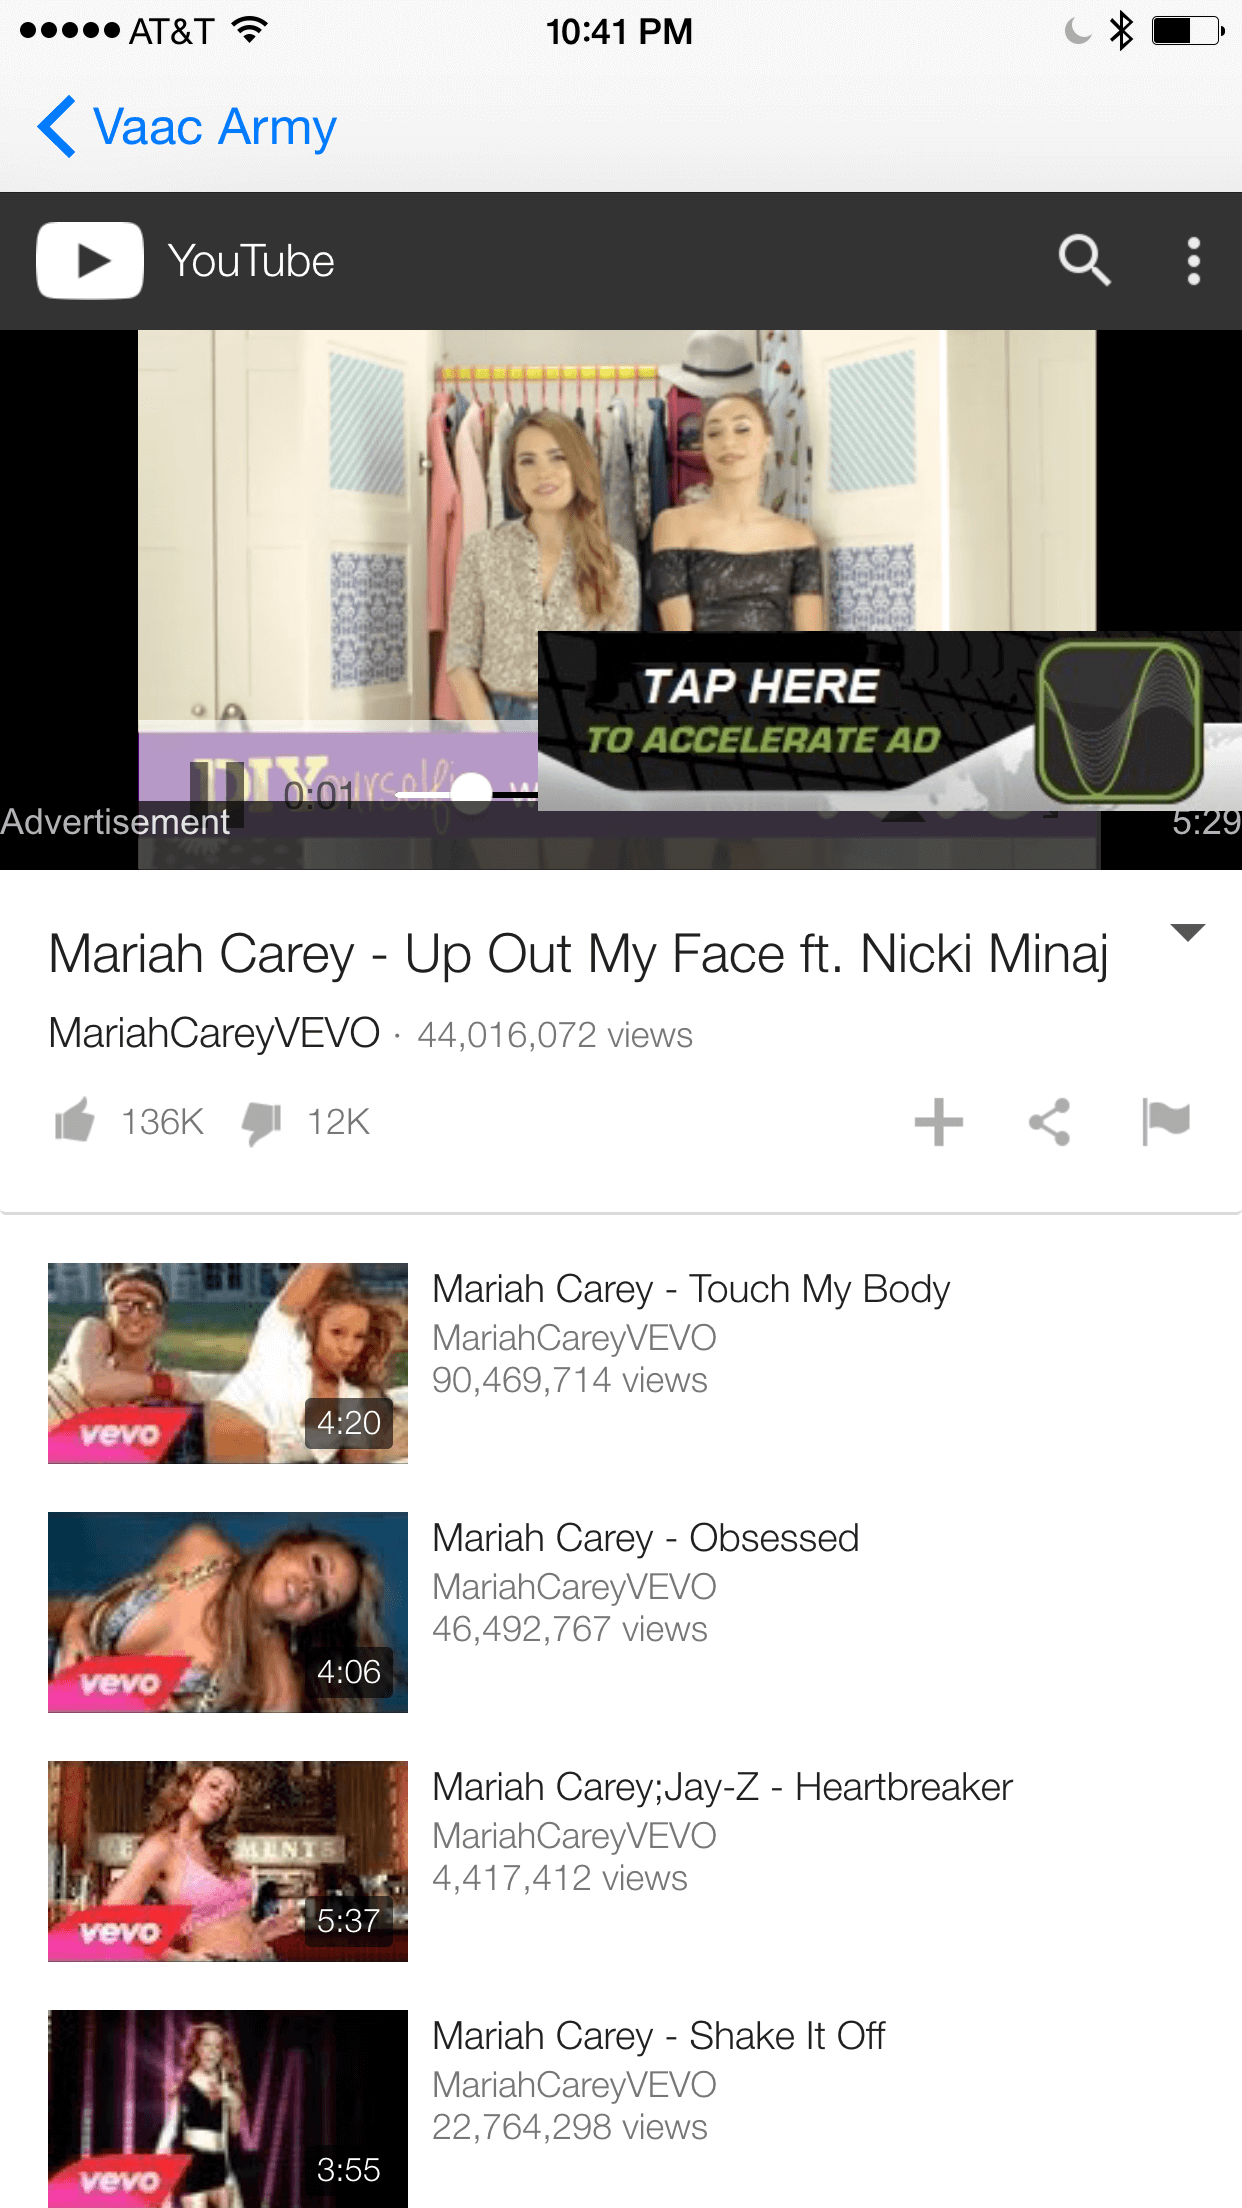 AT&T 10:41 PM
Vaac Army
YouTube
TAP HERE
TO ACCELERATE AD
DIYourself
0:01
Advertisement
5:29
Mariah Carey - Up Out My Face ft. Nicki Minaj
MariahCareyVEVO · 44,016,072 views
136K 12K
Mariah Carey - Touch My Body
MariahCareyVEVO
90,469,714 views
vevo 4:20
Mariah Carey - Obsessed
MariahCareyVEVO
46,492,767 views
vevo 4:06
Mariah Carey;Jay-Z - Heartbreaker
MariahCareyVEVO
4,417,412 views
vevo 5:37
Mariah Carey - Shake It Off
MariahCareyVEVO
22,764,298 views
vevo 3:55